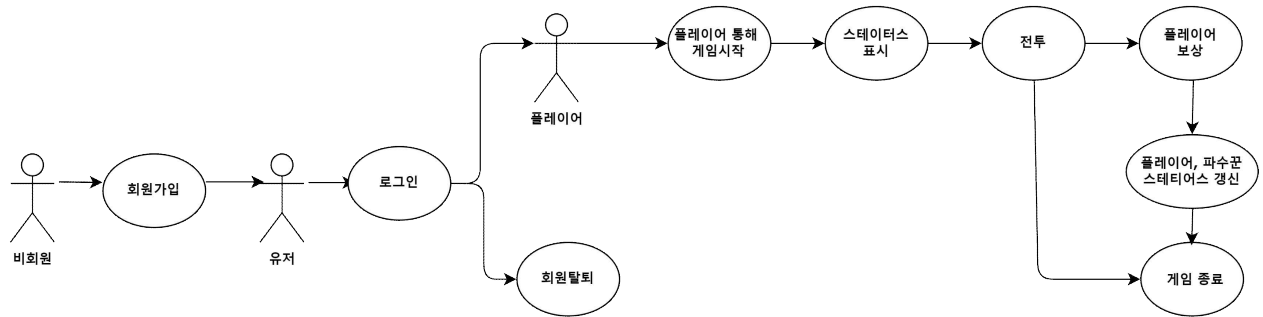 비회원
회원가입
유저
로그인
회원탈퇴
플레이어
플레이어 통해
게임시작
스테이터스
표시
전투
플레이어
보상
플레이어, 파수꾼
스테티어스 갱신
게임 종료